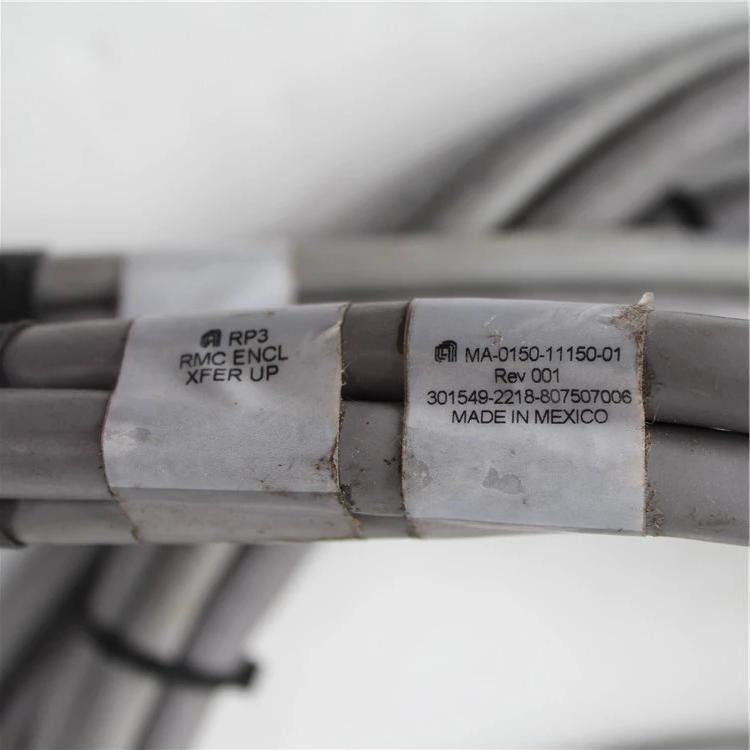 RP3
RMC ENCL
XFER UP
MA-0150-11150-01
Rev 001
301549-2218-807507006
MADE IN MEXICO